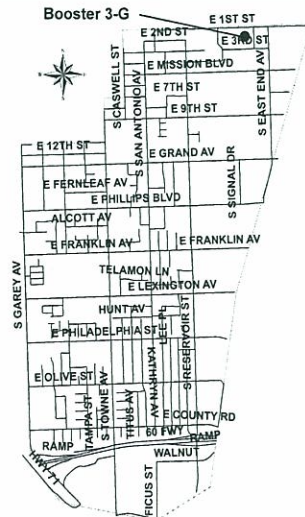 Booster 3-G
E 1ST ST
E 2ND ST
E 3RD ST
S CASWELL ST
E MISSION BLVD
S EAST END AV
E 7TH ST
S SAN ANTONIO AV
E 9TH ST
E 12TH ST
E GRAND AV
S SIGNAL DR
E FERNLEAF AV
E PHILLIPS BLVD
ALCOTT AV
E FRANKLIN AV
E FRANKLIN AV
S GAREY AV
TELAMON LN
E LEXINGTON AV
HUNT AV
LEE PL
S RESERVOIR ST
E PHILADELPHIA ST
KATHRYN AV
E OLIVE ST
TAMPA ST
S TOWNE AV
TITUS AV
E COUNTY RD
60 FWY
RAMP
RAMP
WALNUT
HWY 71
FICUS ST